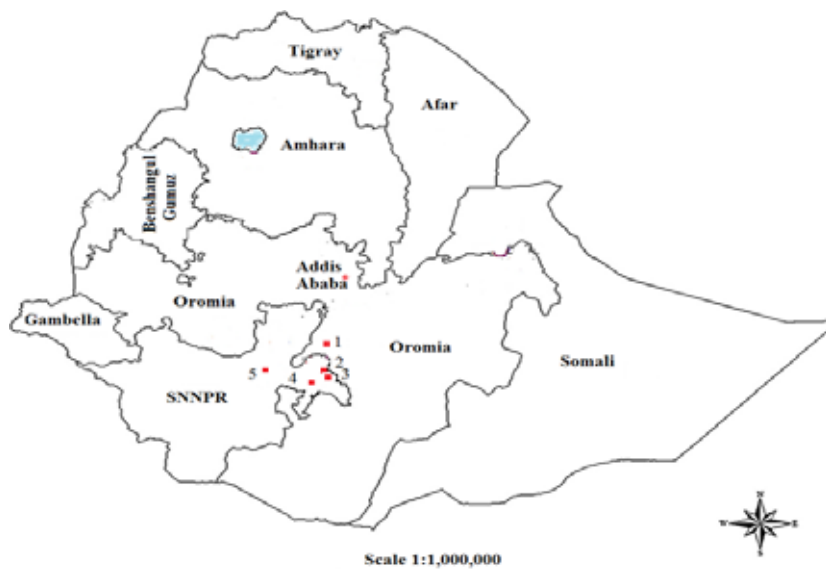 Tigray
Afar
Amhara
Benshangul
Gumuz
Addis
Ababa
Oromia
Gambella
1
Oromia
2
Somali
5
4
3
SNNPR
N
W
E
S
Scale 1:1,000,000